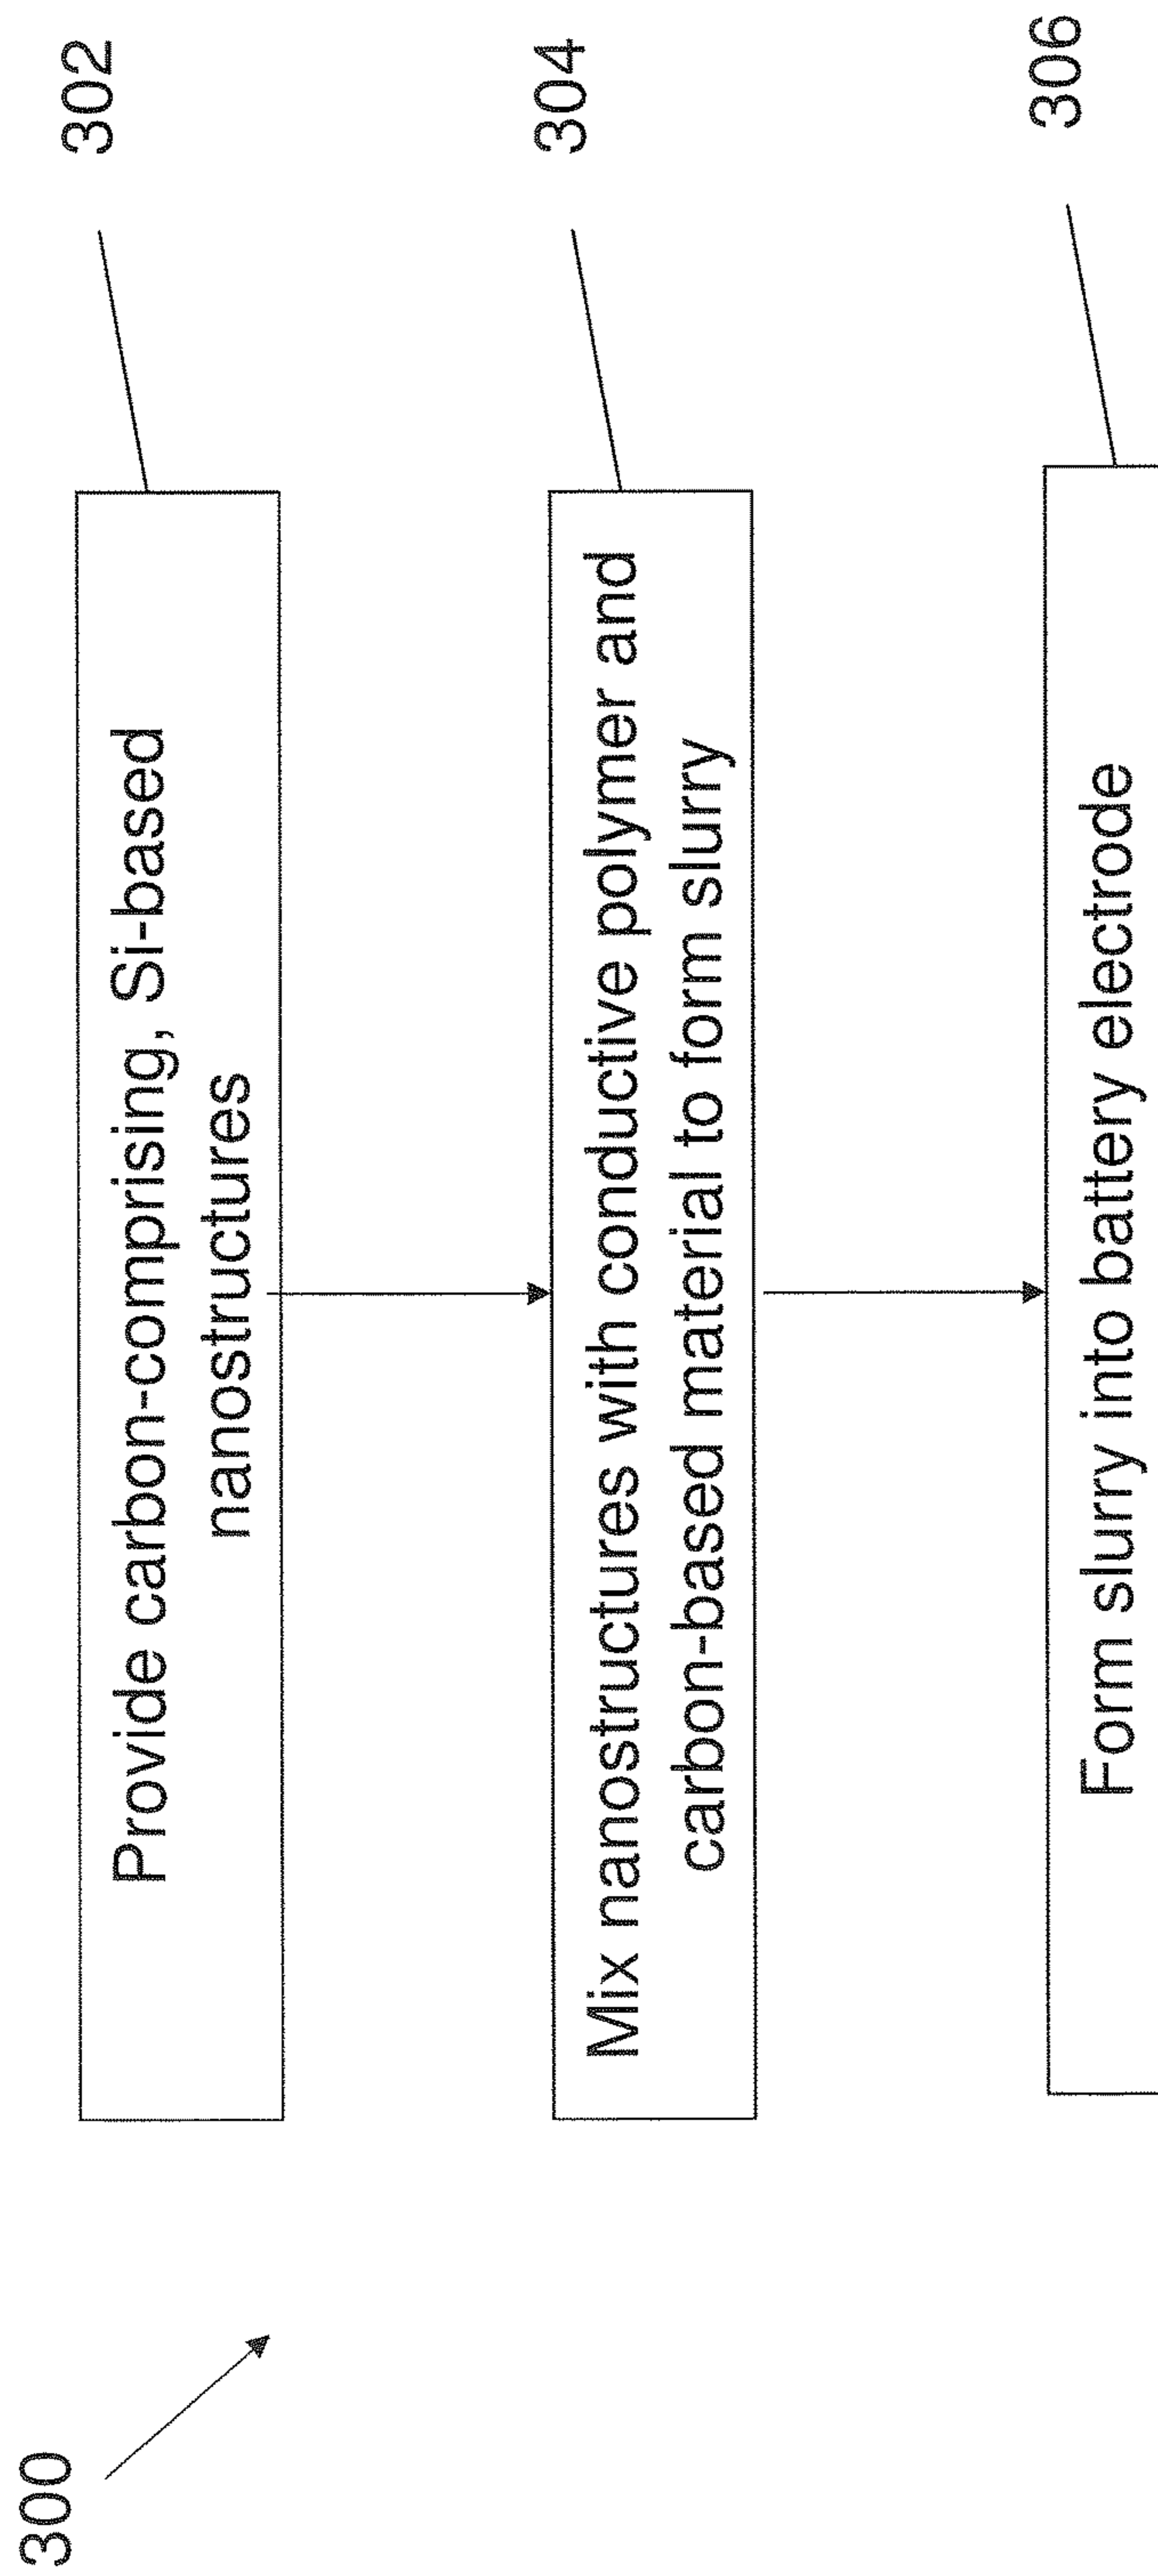 300
302
Provide carbon-comprising, Si-based
nanostructures
304
Mix nanostructures with conductive polymer and
carbon-based material to form slurry
306
Form slurry into battery electrode